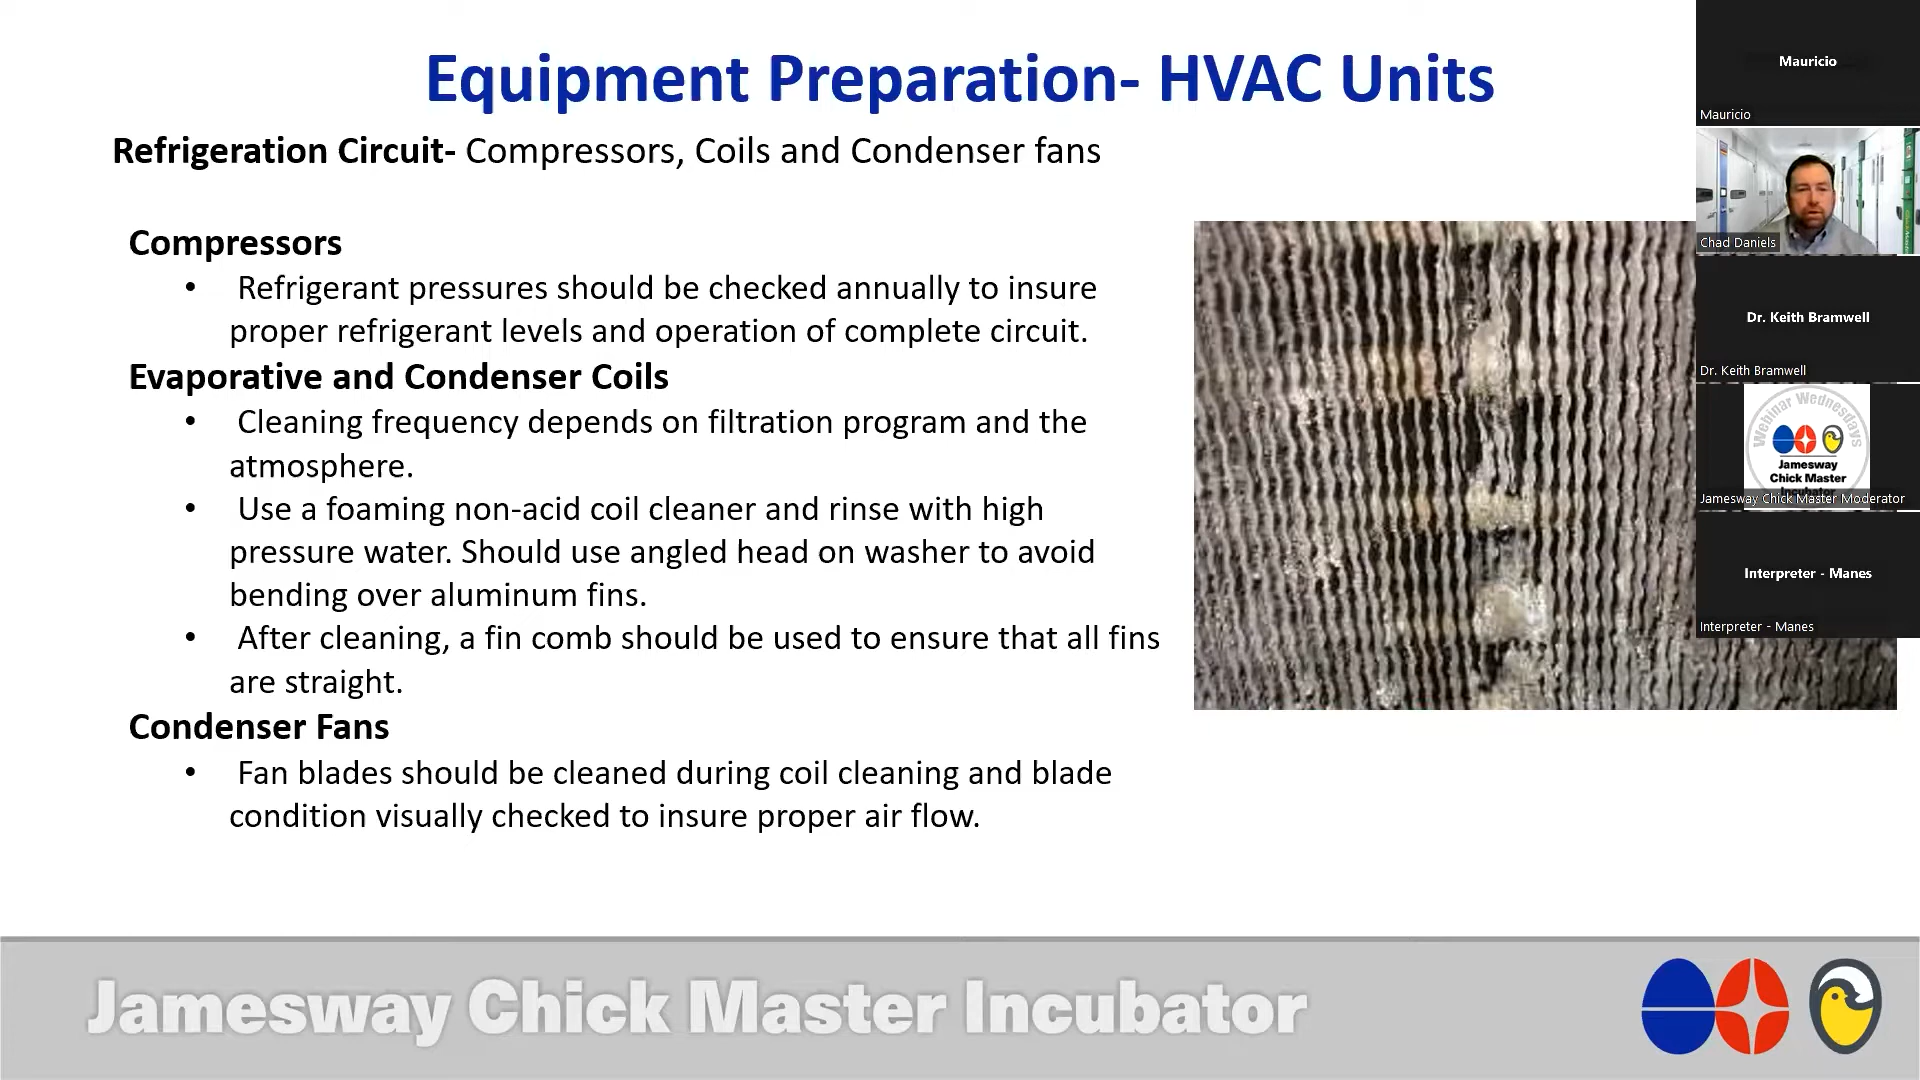 Equipment Preparation- HVAC Units
Refrigeration Circuit- Compressors, Coils and Condenser fans
Compressors
• Refrigerant pressures should be checked annually to insure
proper refrigerant levels and operation of complete circuit.
Evaporative and Condenser Coils
• Cleaning frequency depends on filtration program and the
atmosphere.
• Use a foaming non-acid coil cleaner and rinse with high
pressure water. Should use angled head on washer to avoid
bending over aluminum fins.
• After cleaning, a fin comb should be used to ensure that all fins
are straight.
Condenser Fans
• Fan blades should be cleaned during coil cleaning and blade
condition visually checked to insure proper air flow.
Mauricio
Mauricio
Chad Daniels
Dr. Keith Bramwell
Dr. Keith Bramwell
Webinar Wednesdays
Jamesway
Chick Master
Jamesway Chick Master Moderator
Interpreter - Manes
Interpreter - Manes
Jamesway Chick Master Incubator